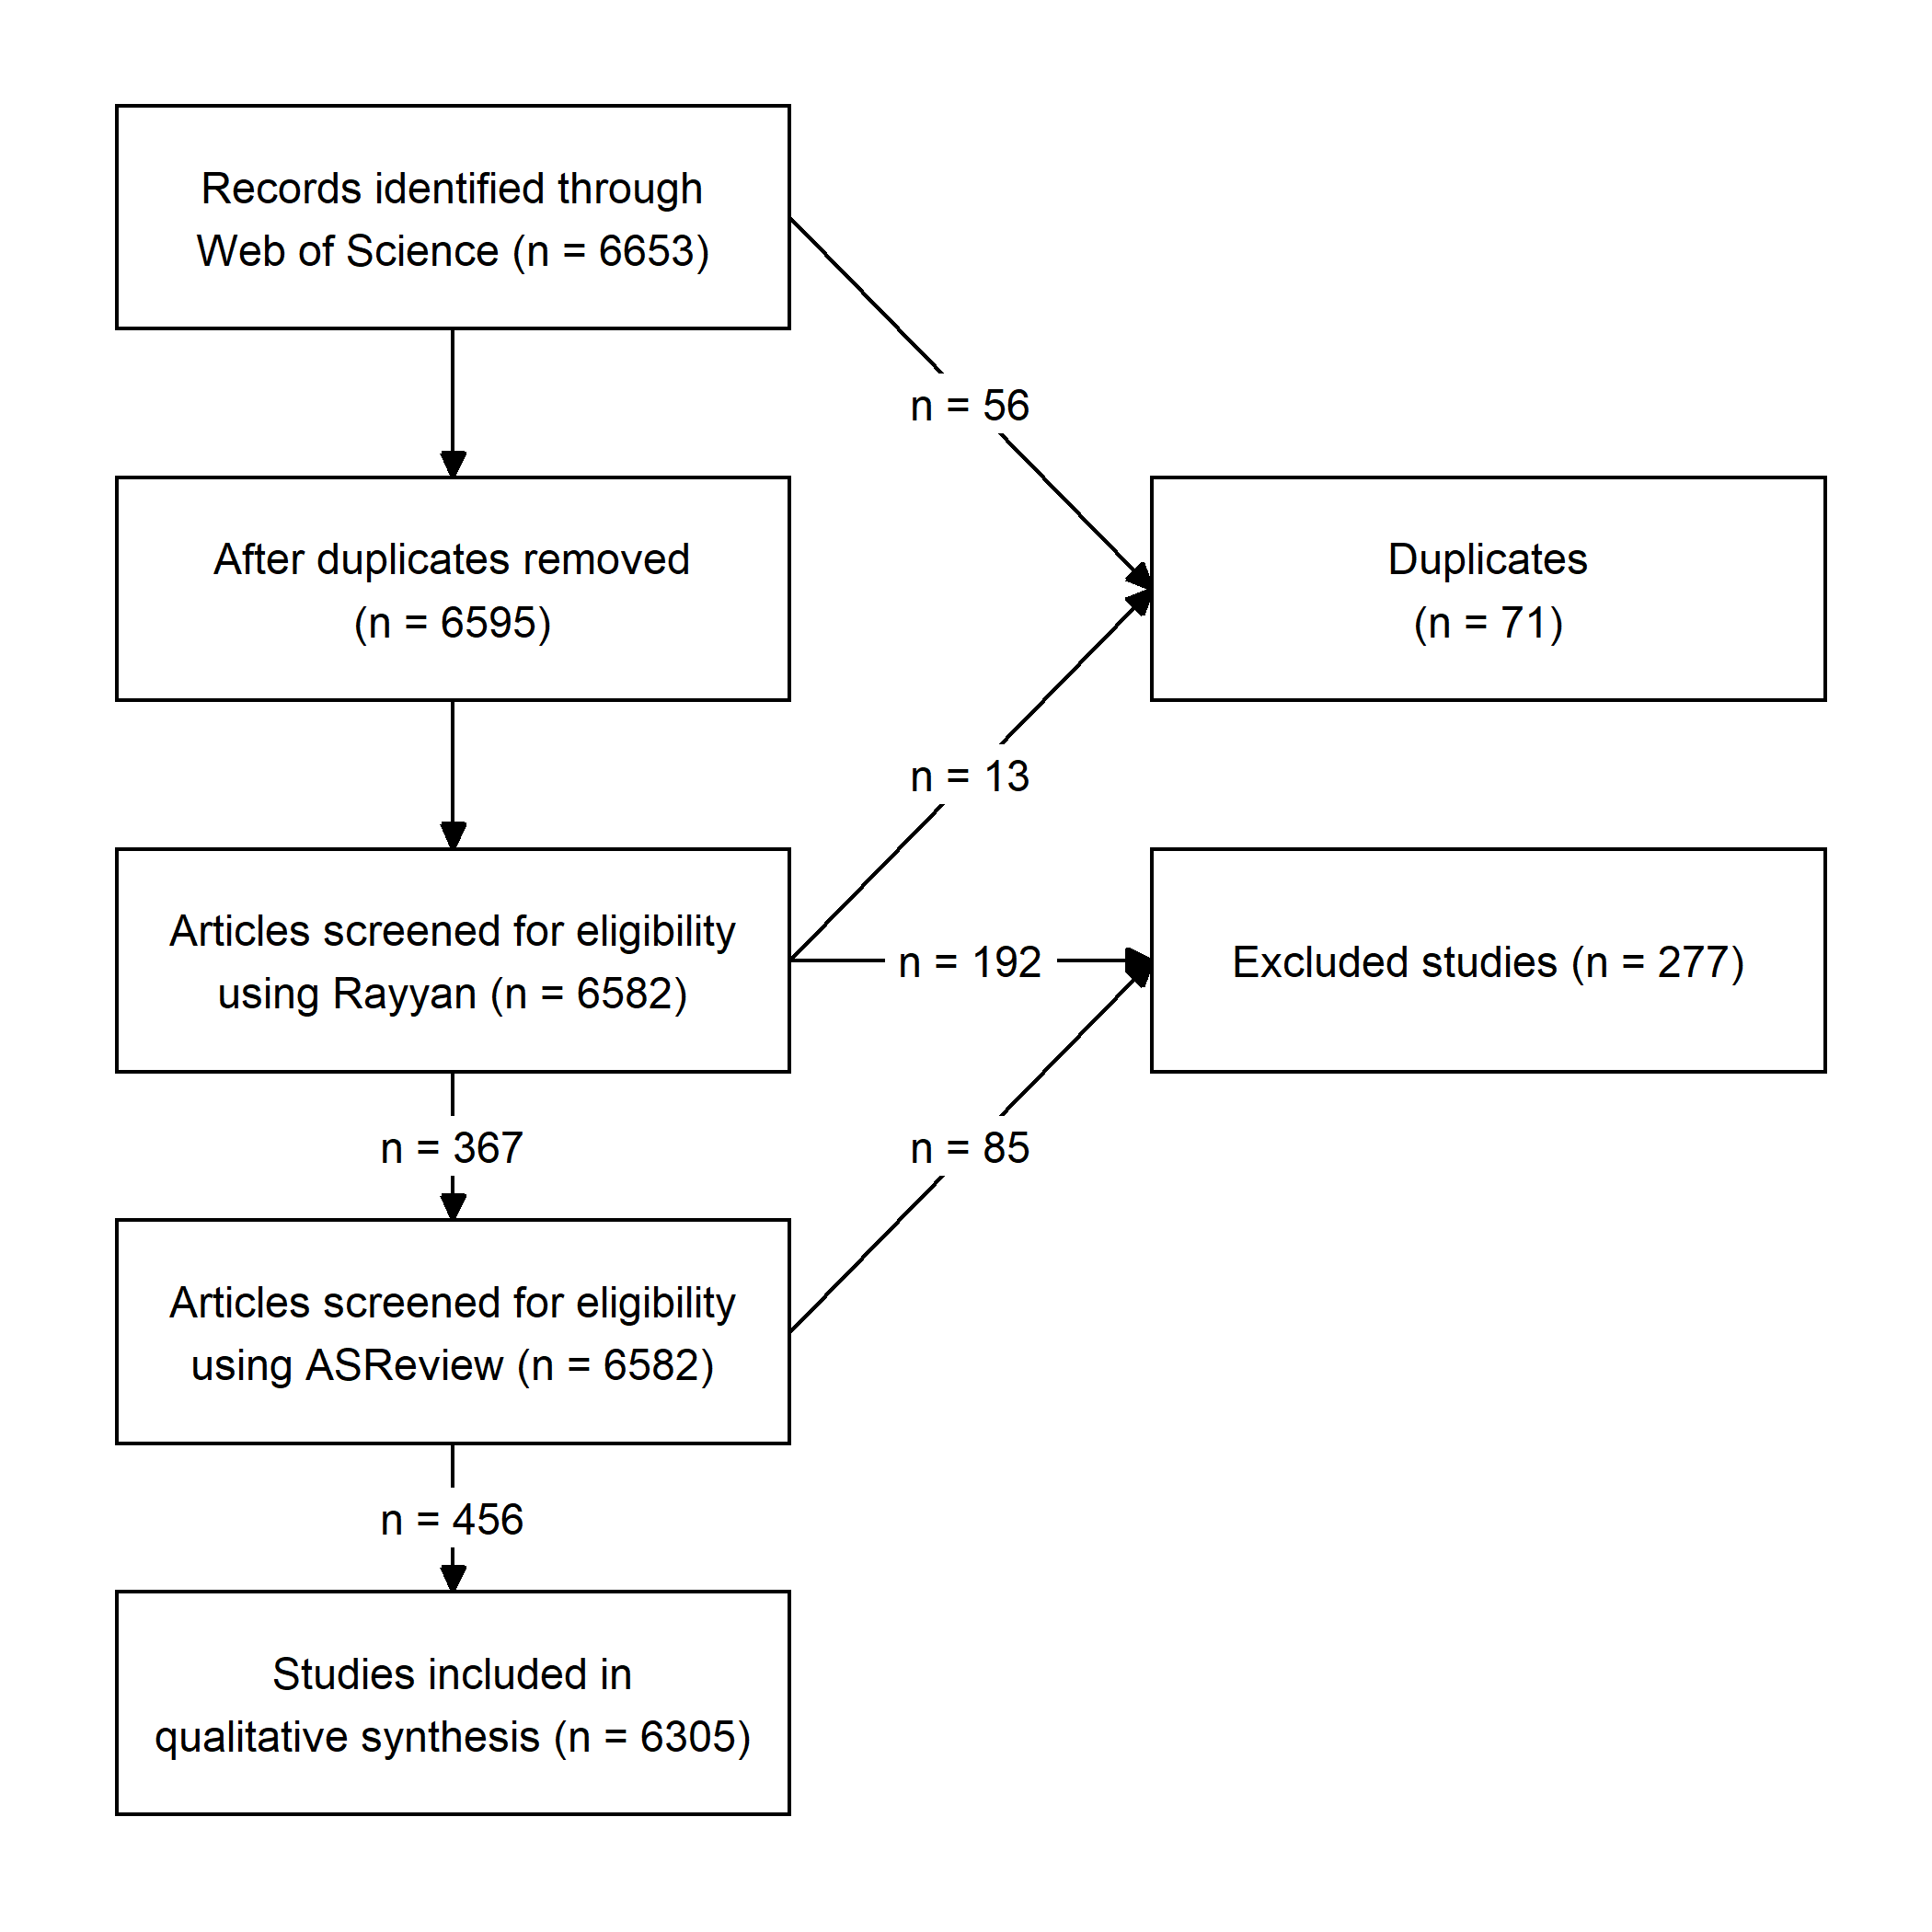 Records identified through
Web of Science (n = 6653)
n = 56
After duplicates removed
(n = 6595)
Duplicates
(n = 71)
n = 13
Articles screened for eligibility
using Rayyan (n = 6582)
n = 192
Excluded studies (n = 277)
n = 367
n = 85
Articles screened for eligibility
using ASReview (n = 6582)
n = 456
Studies included in
qualitative synthesis (n = 6305)